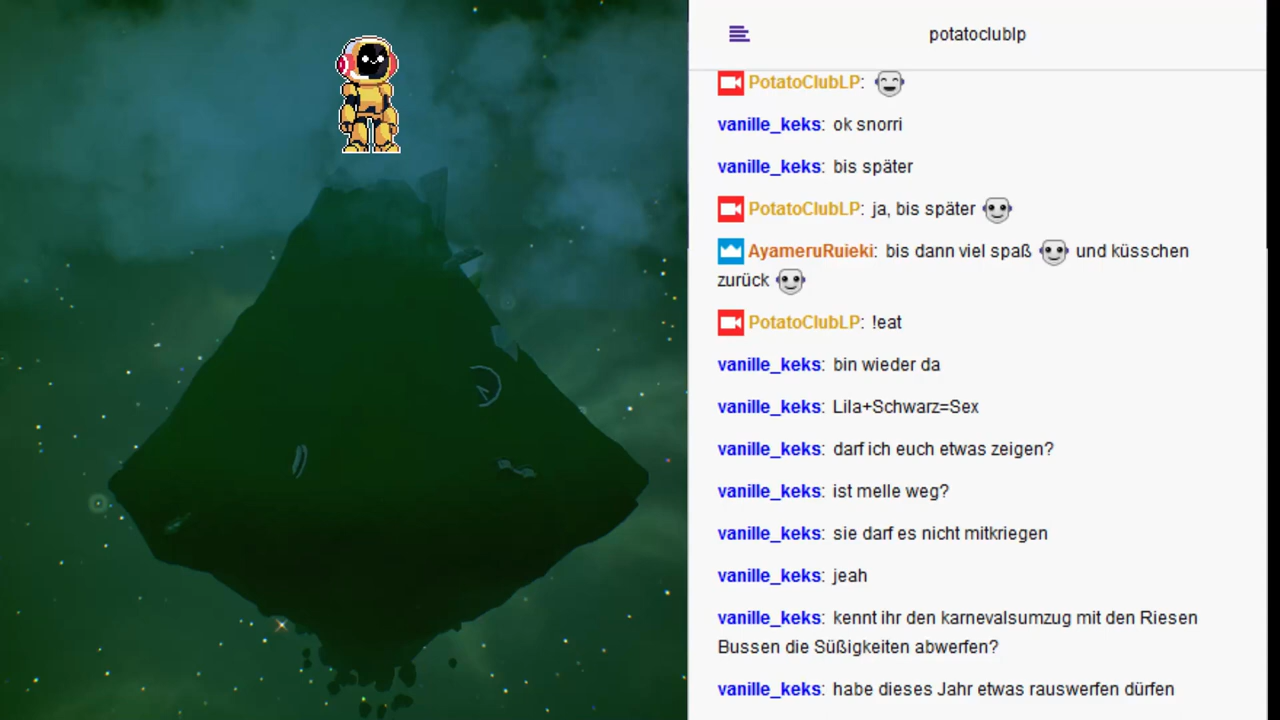 potatoclublp
PotatoClubLP:
vanille_keks: ok snorri
vanille_keks: bis später
PotatoClubLP: ja, bis später
AyameruRuieki: bis dann viel spaß und küsschen
zurück
PotatoClubLP: !eat
vanille_keks: bin wieder da
vanille_keks: Lila+Schwarz=Sex
vanille_keks: darf ich euch etwas zeigen?
vanille_keks: ist melle weg?
vanille_keks: sie darf es nicht mitkriegen
vanille_keks: jeah
vanille_keks: kennt ihr den karnevalsumzug mit den Riesen
Bussen die Süßigkeiten abwerfen?
vanille_keks: habe dieses Jahr etwas rauswerfen dürfen